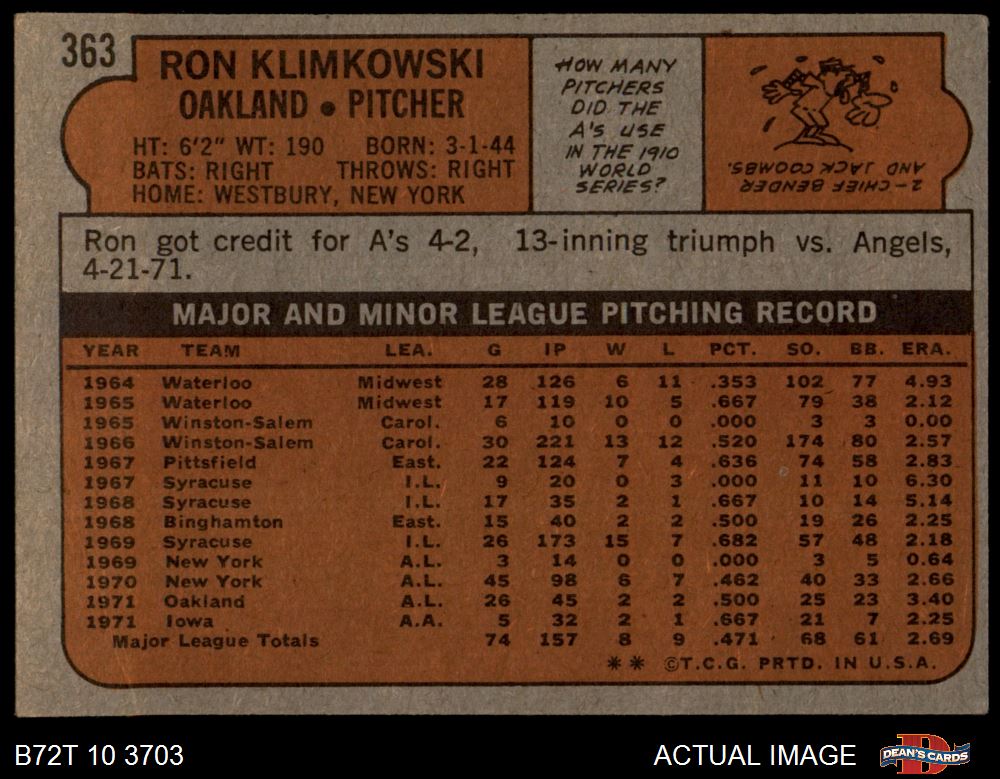 363
RON KLIMKOWSKI
OAKLAND • PITCHER
HT: 6'2" WT: 190 BORN: 3-1-44
BATS: RIGHT THROWS: RIGHT
HOME: WESTBURY, NEW YORK
HOW MANY
PITCHERS
DID THE
A's USE
IN THE 1910
WORLD
SERIES?
2-CHIEF BENDER
AND JACK COOMBS.
Ron got credit for A's 4-2, 13-inning triumph vs. Angels,
4-21-71.
MAJOR AND MINOR LEAGUE PITCHING RECORD
YEAR TEAM LEA. G IP W L PCT. SO. BB. ERA.
1964 Waterloo Midwest 28 126 6 11 .353 102 77 4.93
1965 Waterloo Midwest 17 119 10 5 .667 79 38 2.12
1965 Winston-Salem Carol. 6 10 0 0 .000 3 3 0.00
1966 Winston-Salem Carol. 30 221 13 12 .520 174 80 2.57
1967 Pittsfield East. 22 124 7 4 .636 74 58 2.83
1967 Syracuse I.L. 9 20 0 3 .000 11 10 6.30
1968 Syracuse I.L. 17 35 2 1 .667 10 14 5.14
1968 Binghamton East. 15 40 2 2 .500 19 26 2.25
1969 Syracuse I.L. 26 173 15 7 .682 57 48 2.18
1969 New York A.L. 3 14 0 0 .000 3 5 0.64
1970 New York A.L. 45 98 6 7 .462 40 33 2.66
1971 Oakland A.L. 26 45 2 2 .500 25 23 3.40
1971 Iowa A.A. 5 32 2 1 .667 21 7 2.25
Major League Totals 74 157 8 9 .471 68 61 2.69
** ©T.C.G. PRTD. IN U.S.A.
B72T 10 3703 ACTUAL IMAGE
DEAN'S CARDS